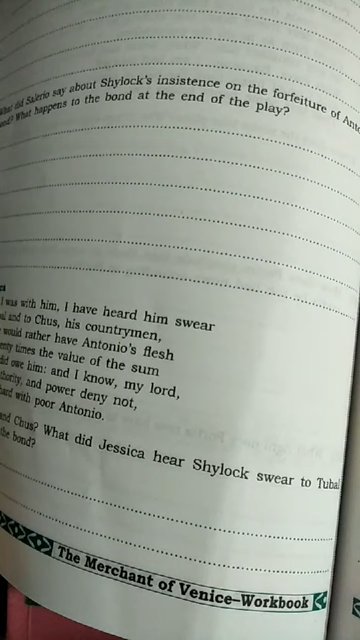 What did Salerio say about Shylock's insistence on the forfeiture of
What happens to the bond at the end of the play?
I was with him, I have heard him swear
and to Chus, his countrymen,
would rather have Antonio's flesh
times the value of the sum
did owe him: and I know, my lord,
and power deny not,
hard with poor Antonio.
and Chus? What did Jessica hear Shylock swear to Tubal
the bond?
The Merchant of Venice–Workbook